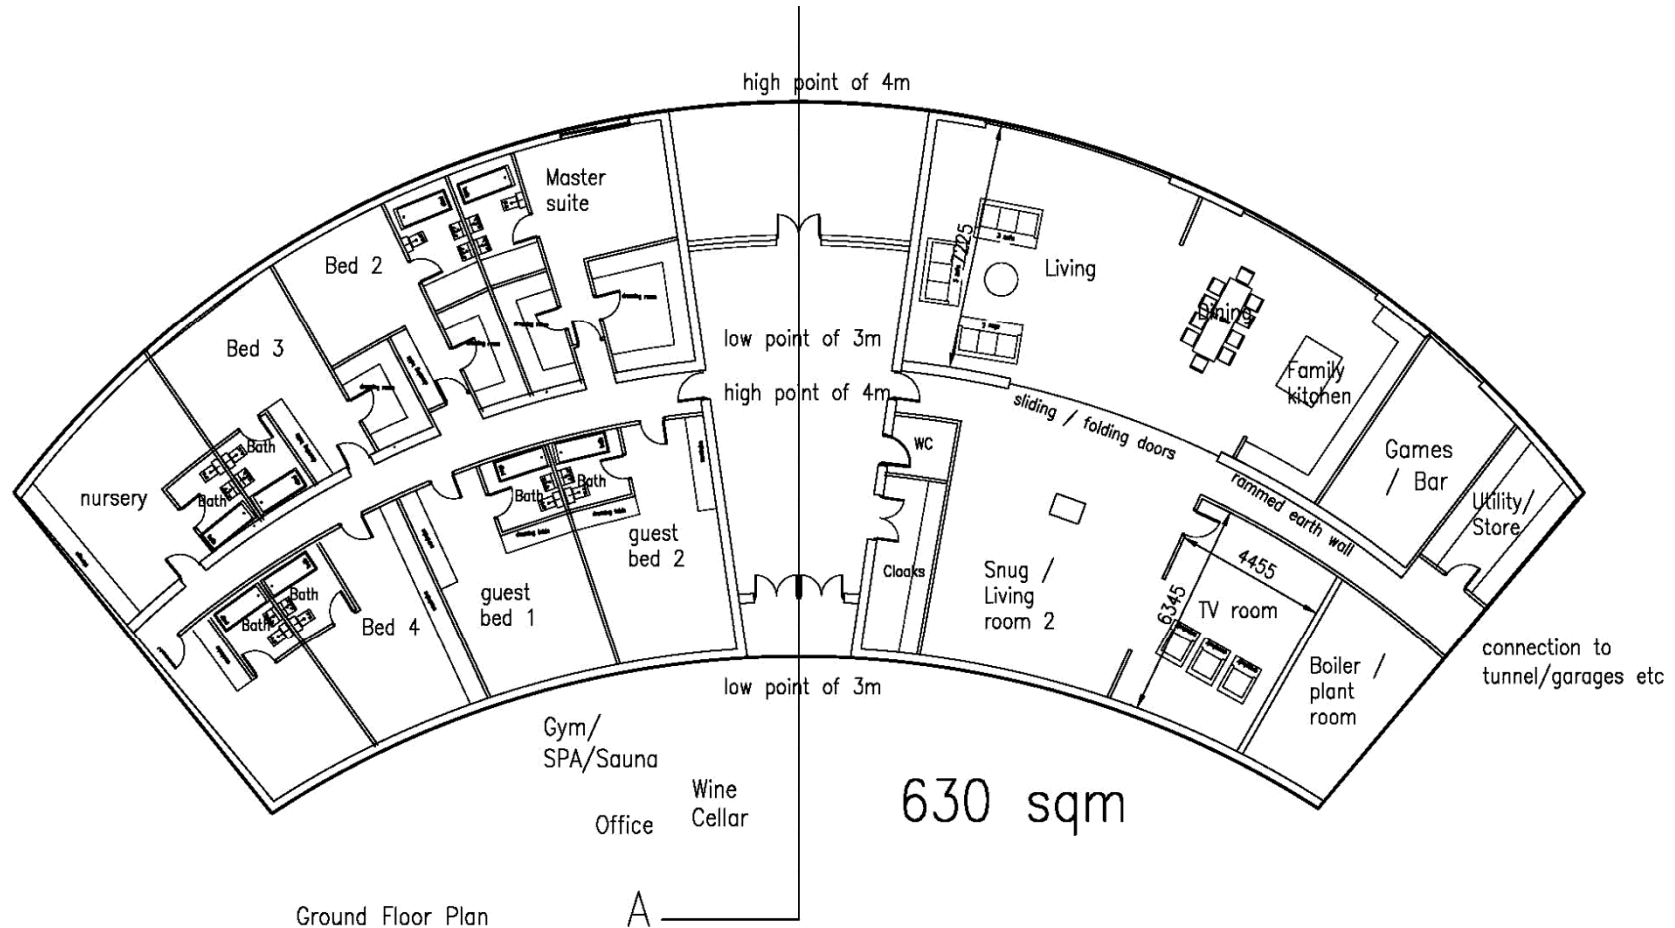 high point of 4m
Master
suite
Bed 2
Living
Dining
7225
low point of 3m
high point of 4m
Bed 3
Family
kitchen
sliding / folding doors
WC
Games
/ Bar
nursery
Bath
Bath
Bath
Bath
rammed earth wall
Utility/
Store
guest
bed 2
Cloaks
Snug /
Living
room 2
4455
6345
TV room
guest
bed 1
Bath
Bath
Bed 4
Boiler /
plant
room
connection to
tunnel/garages etc
low point of 3m
Gym/
SPA/Sauna
Wine
Cellar
Office
630 sqm
Ground Floor Plan
A